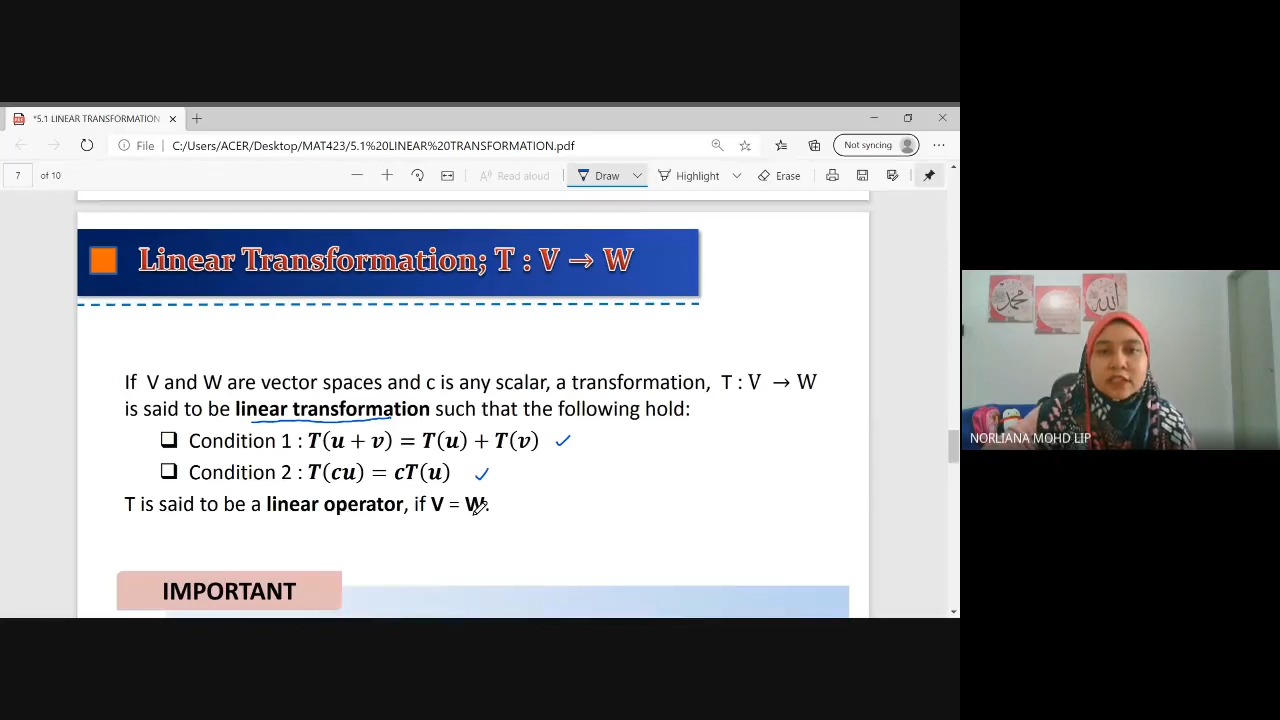 *5.1 LINEAR TRANSFORMATION
File
C:/Users/ACER/Desktop/MAT423/5.1%20LINEAR%20TRANSFORMATION.pdf
Not syncing
7 of 10
Read aloud
Draw
Highlight
Erase
Linear Transformation; T : V → W
If V and W are vector spaces and c is any scalar, a transformation, T : V → W
is said to be linear transformation such that the following hold:
❑ Condition 1 : T(u + v) = T(u) + T(v) ✓
❑ Condition 2 : T(cu) = cT(u) ✓
T is said to be a linear operator, if V = W.
IMPORTANT
محمد
الله
NORLIANA MOHD LIP